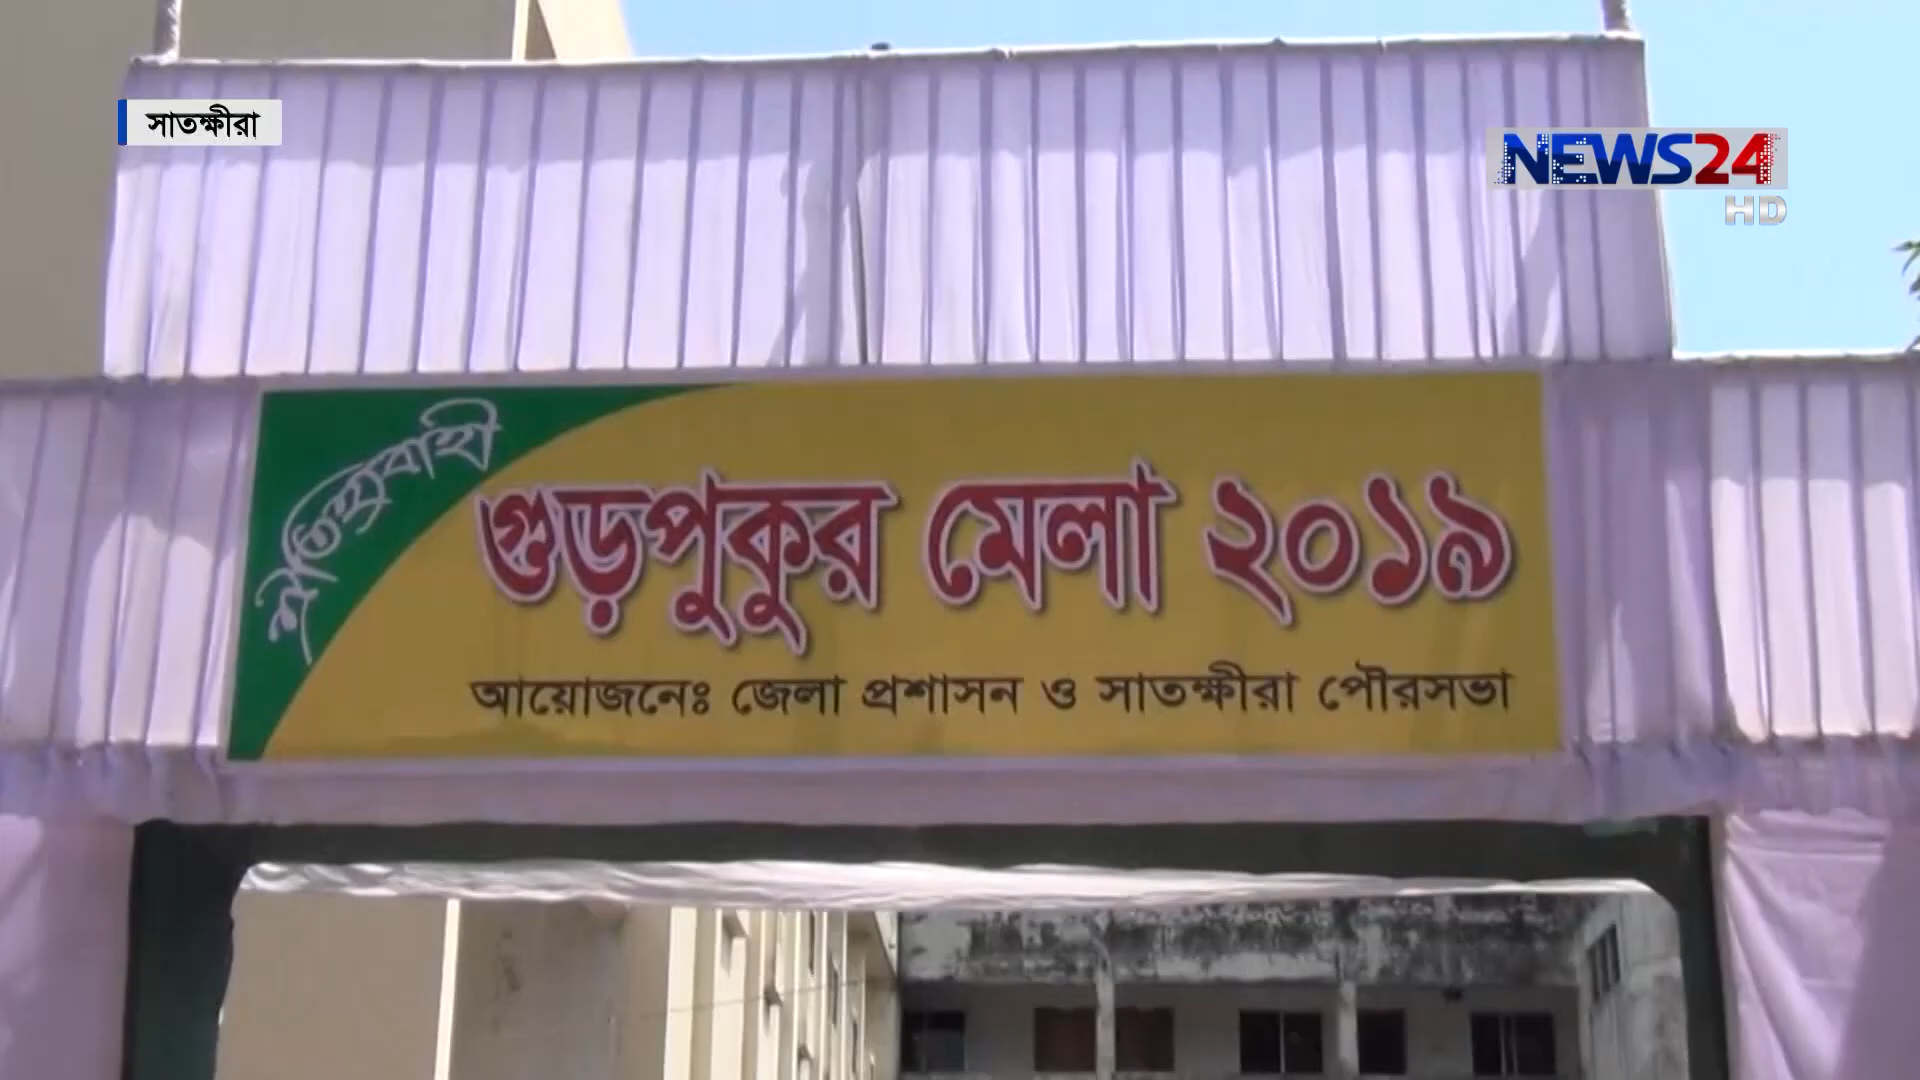 সাতক্ষীরা
NEWS24
HD
ঐতিহ্যবাহী
গুড়পুকুর মেলা ২০১৯
আয়োজনেঃ জেলা প্রশাসন ও সাতক্ষীরা পৌরসভা